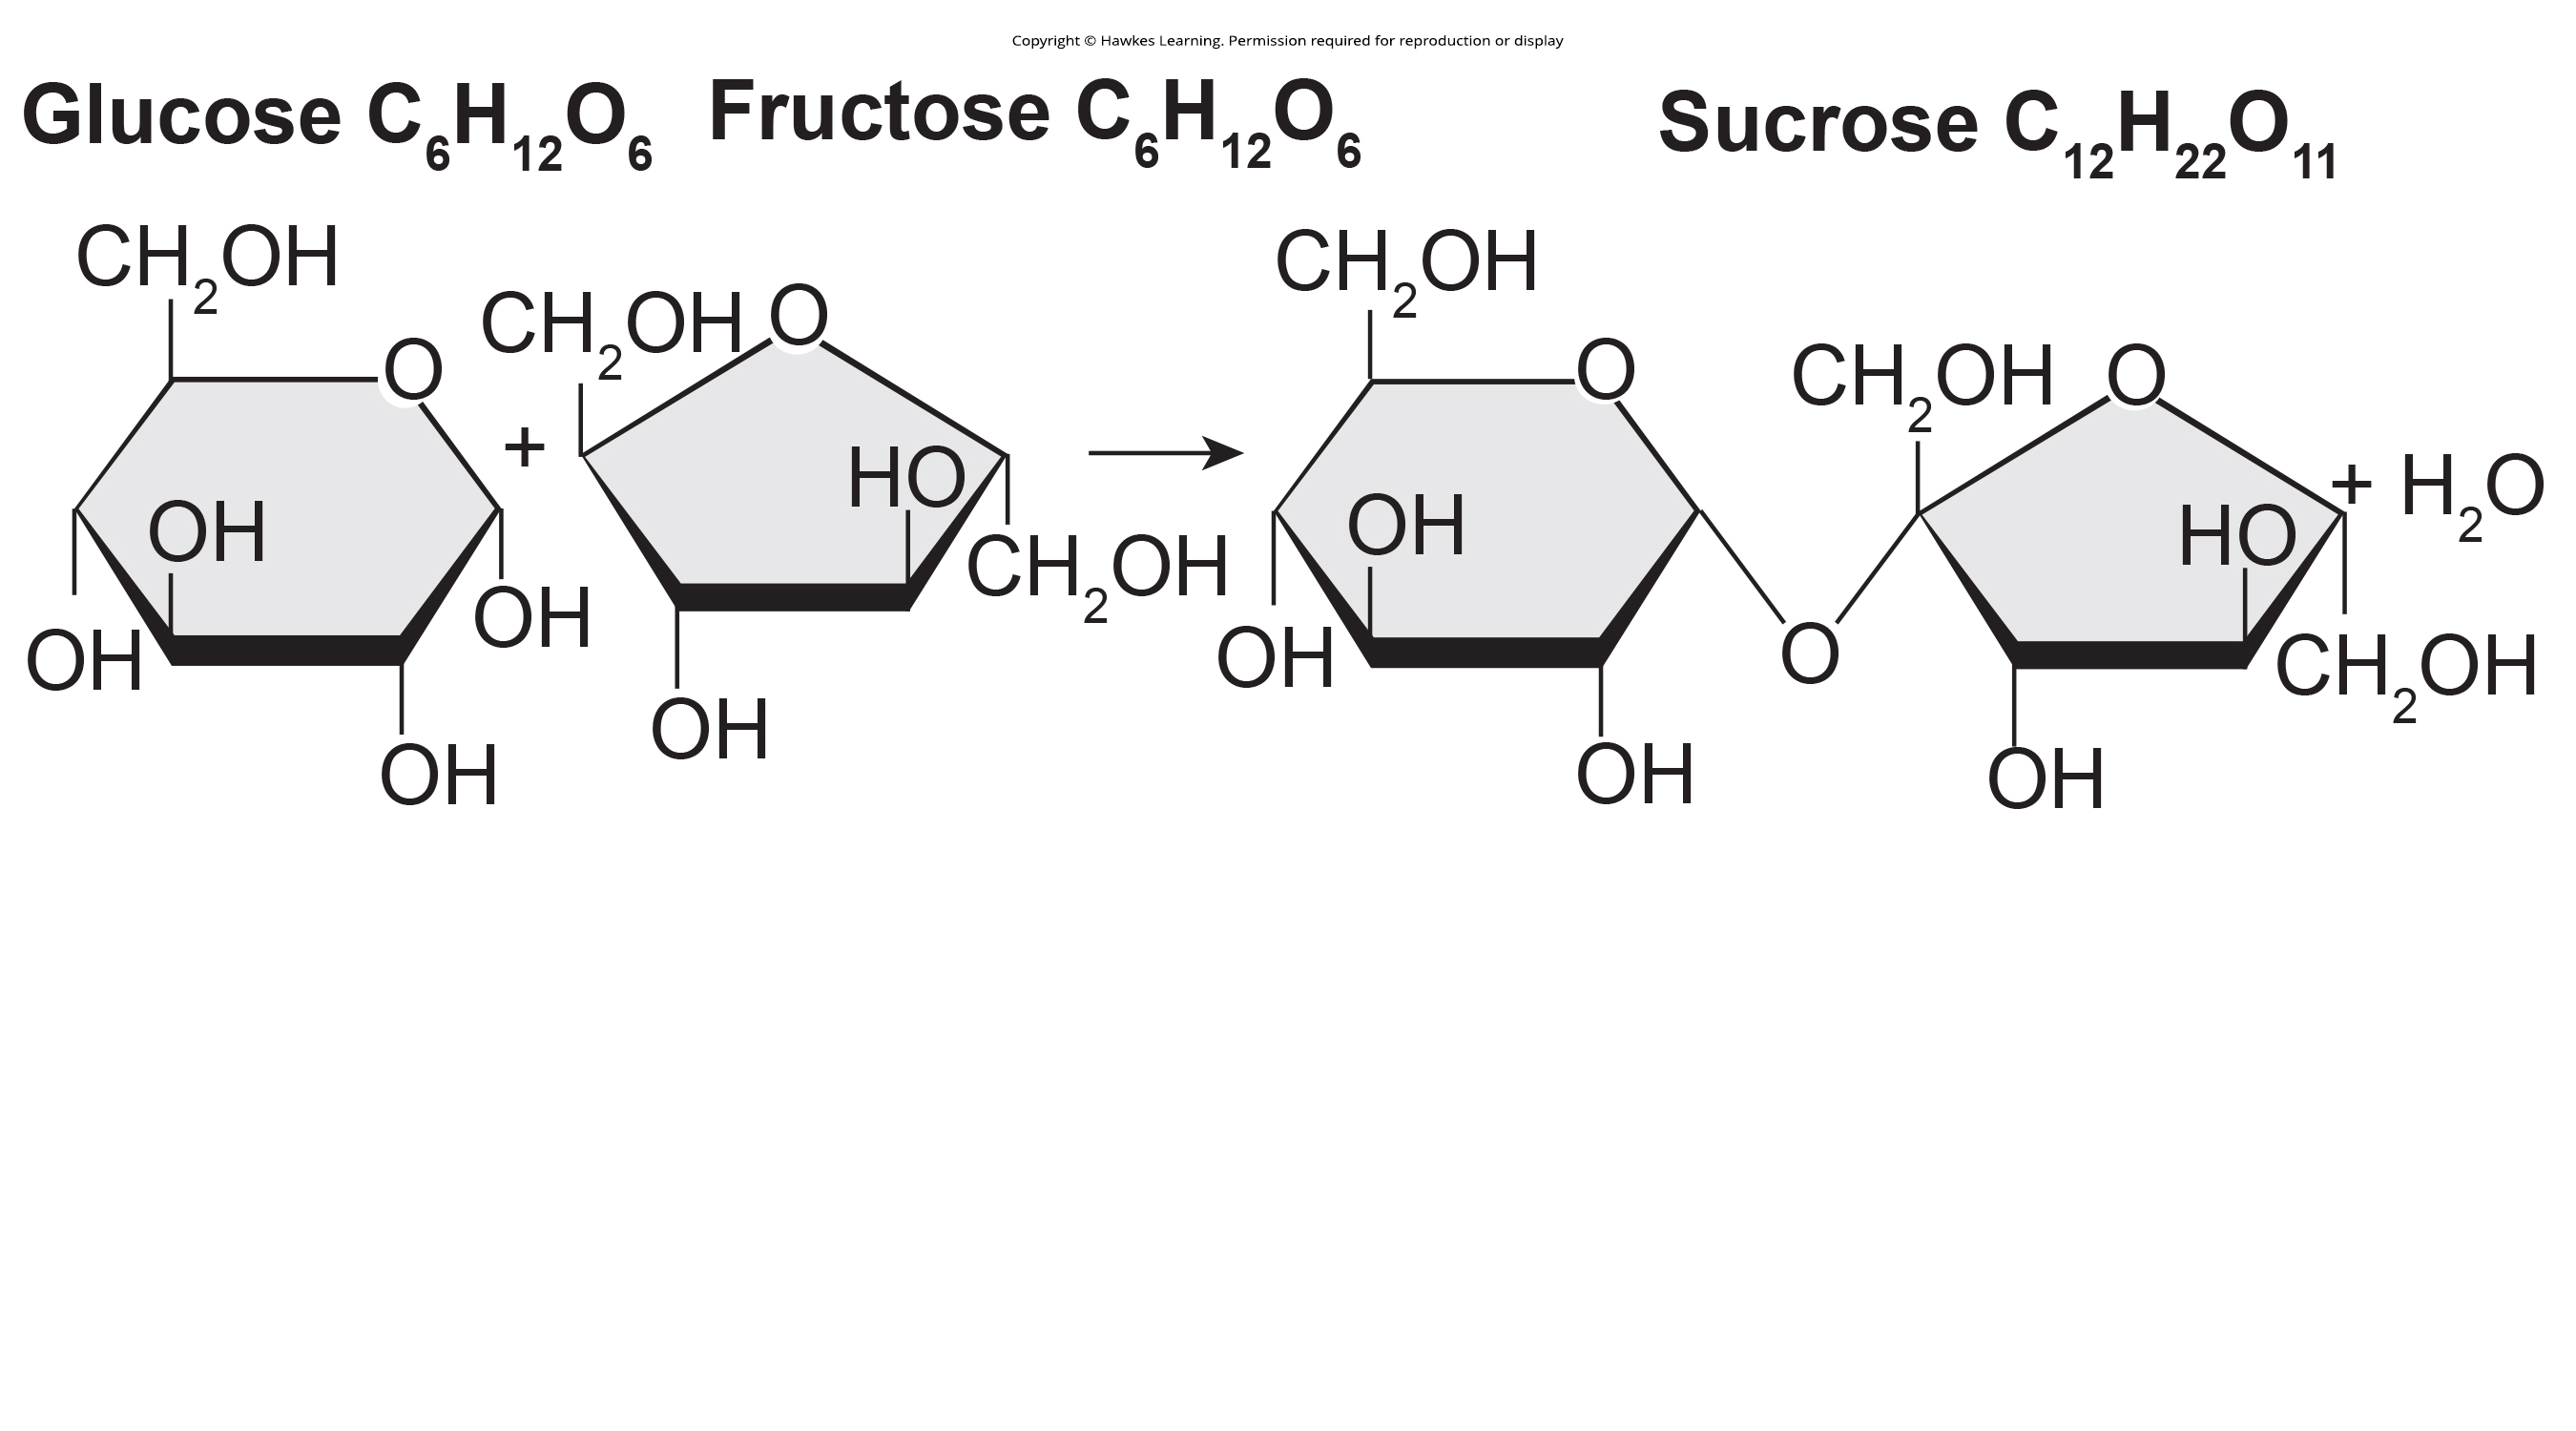 Copyright © Hawkes Learning. Permission required for reproduction or display
Glucose C₆H₁₂O₆ Fructose C₆H₁₂O₆ Sucrose C₁₂H₂₂O₁₁
CH₂OH
O
OH
OH
OH
OH
+
CH₂OH
O
HO
CH₂OH
OH
CH₂OH
O
OH
OH
OH
O
CH₂OH
O
HO
CH₂OH
OH
+ H₂O